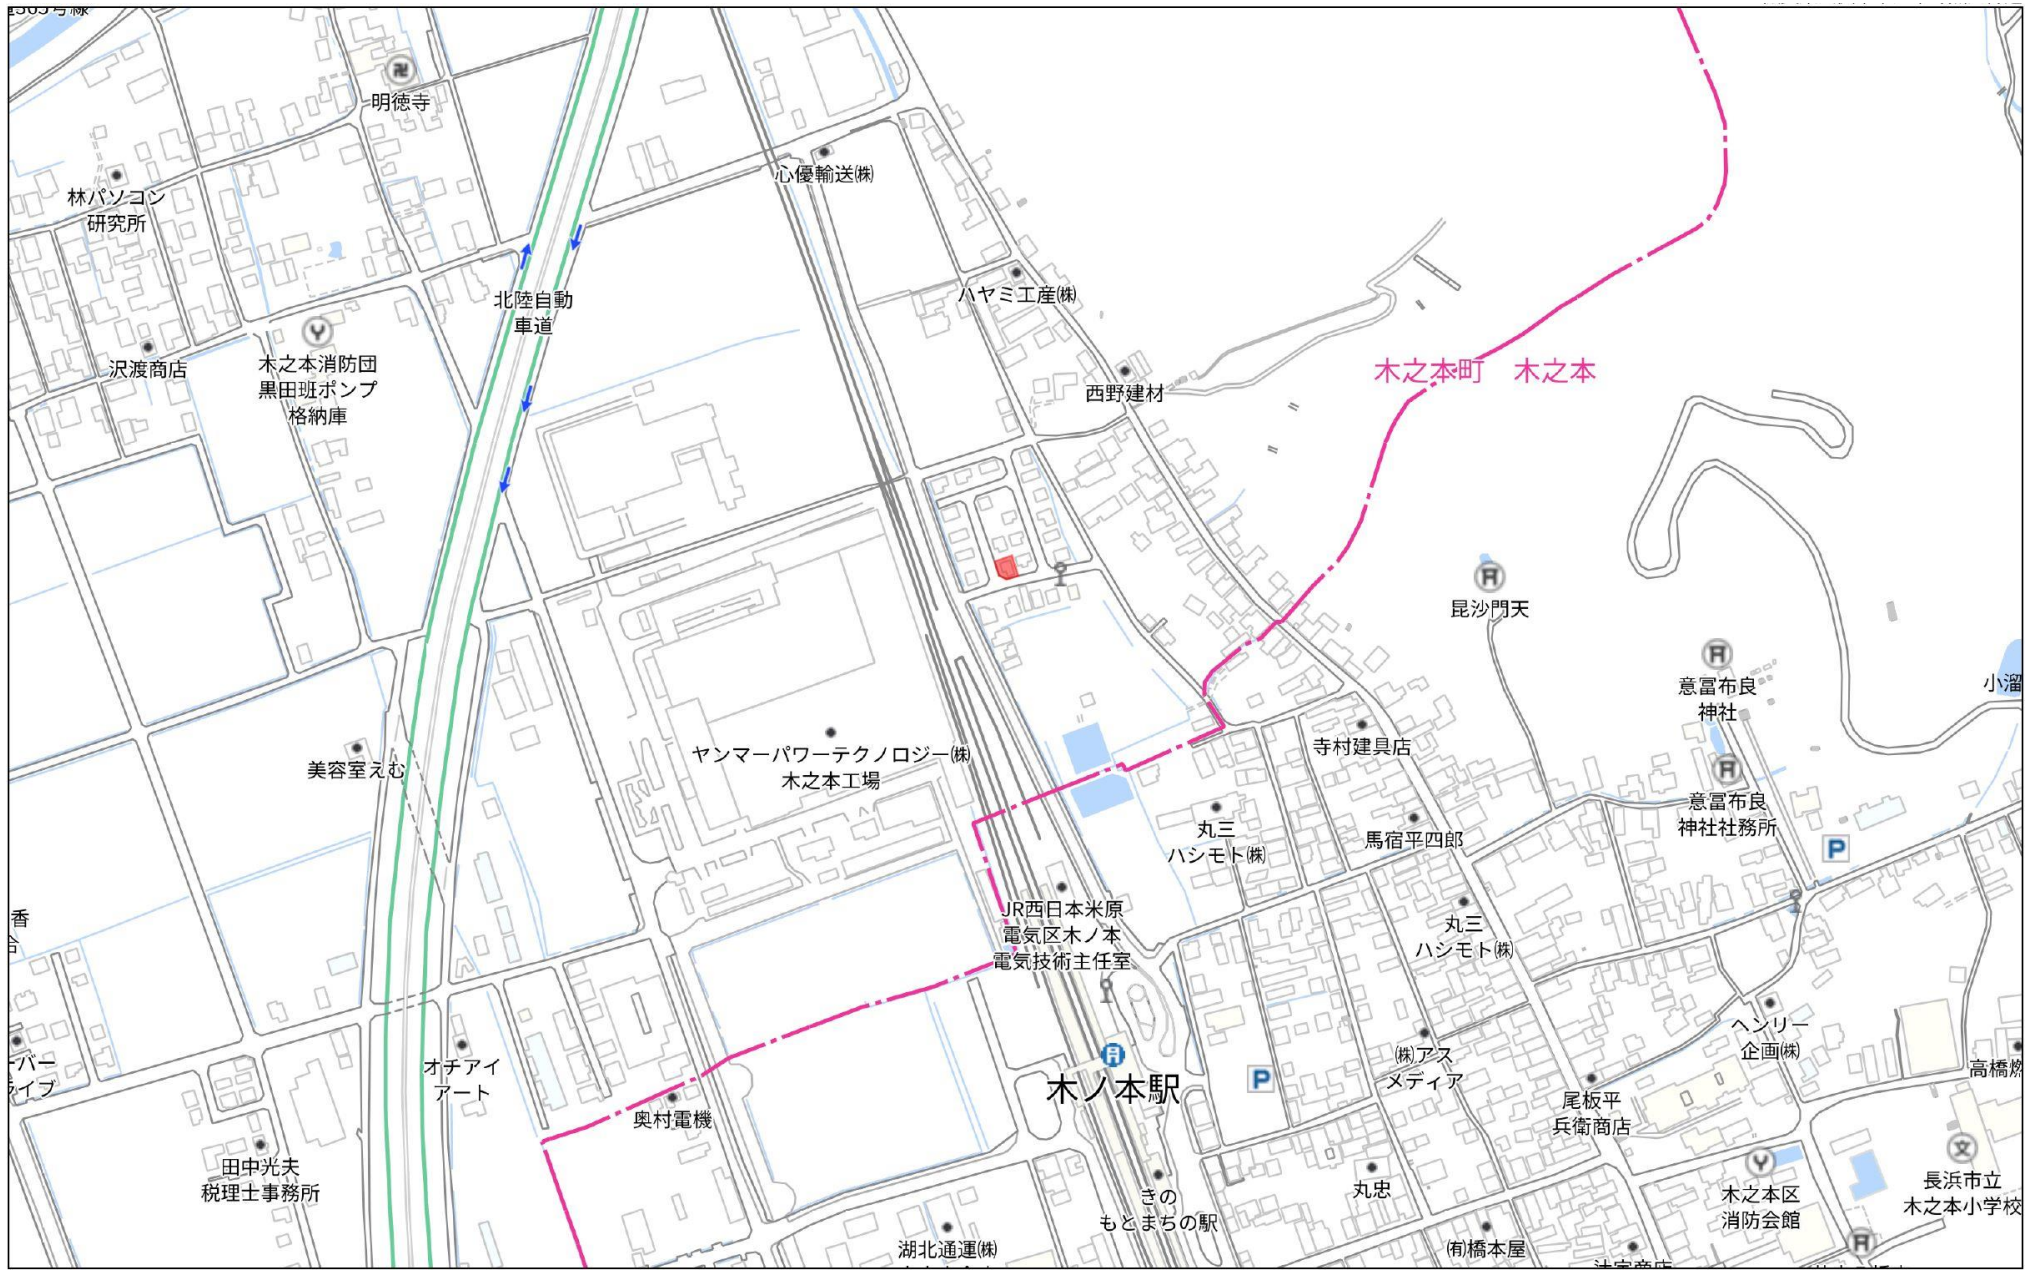 明徳寺
林パソコン
研究所
心優輸送㈱
北陸自動
車道
ハヤミ工産㈱
沢渡商店
木之本消防団
黒田班ポンプ
格納庫
西野建材
木之本町　木之本
昆沙門天
意冨布良
神社
小溜
美容室えむ
ヤンマーパワーテクノロジー㈱
木之本工場
寺村建具店
意冨布良
神社社務所
丸三
ハシモト㈱
馬宿平四郎
P
香
JR西日本米原
電気区木ノ本
電気技術主任室
丸三
ハシモト㈱
ーバー
ライブ
オチアイ
アート
木ノ本駅
P
㈱アス
メディア
ヘンリー
企画㈱
高橋燃
奥村電機
尾板平
兵衛商店
田中光夫
税理士事務所
きの
もとまちの駅
丸忠
木之本区
消防会館
文
長浜市立
木之本小学校
湖北通運㈱
㈲橋本屋